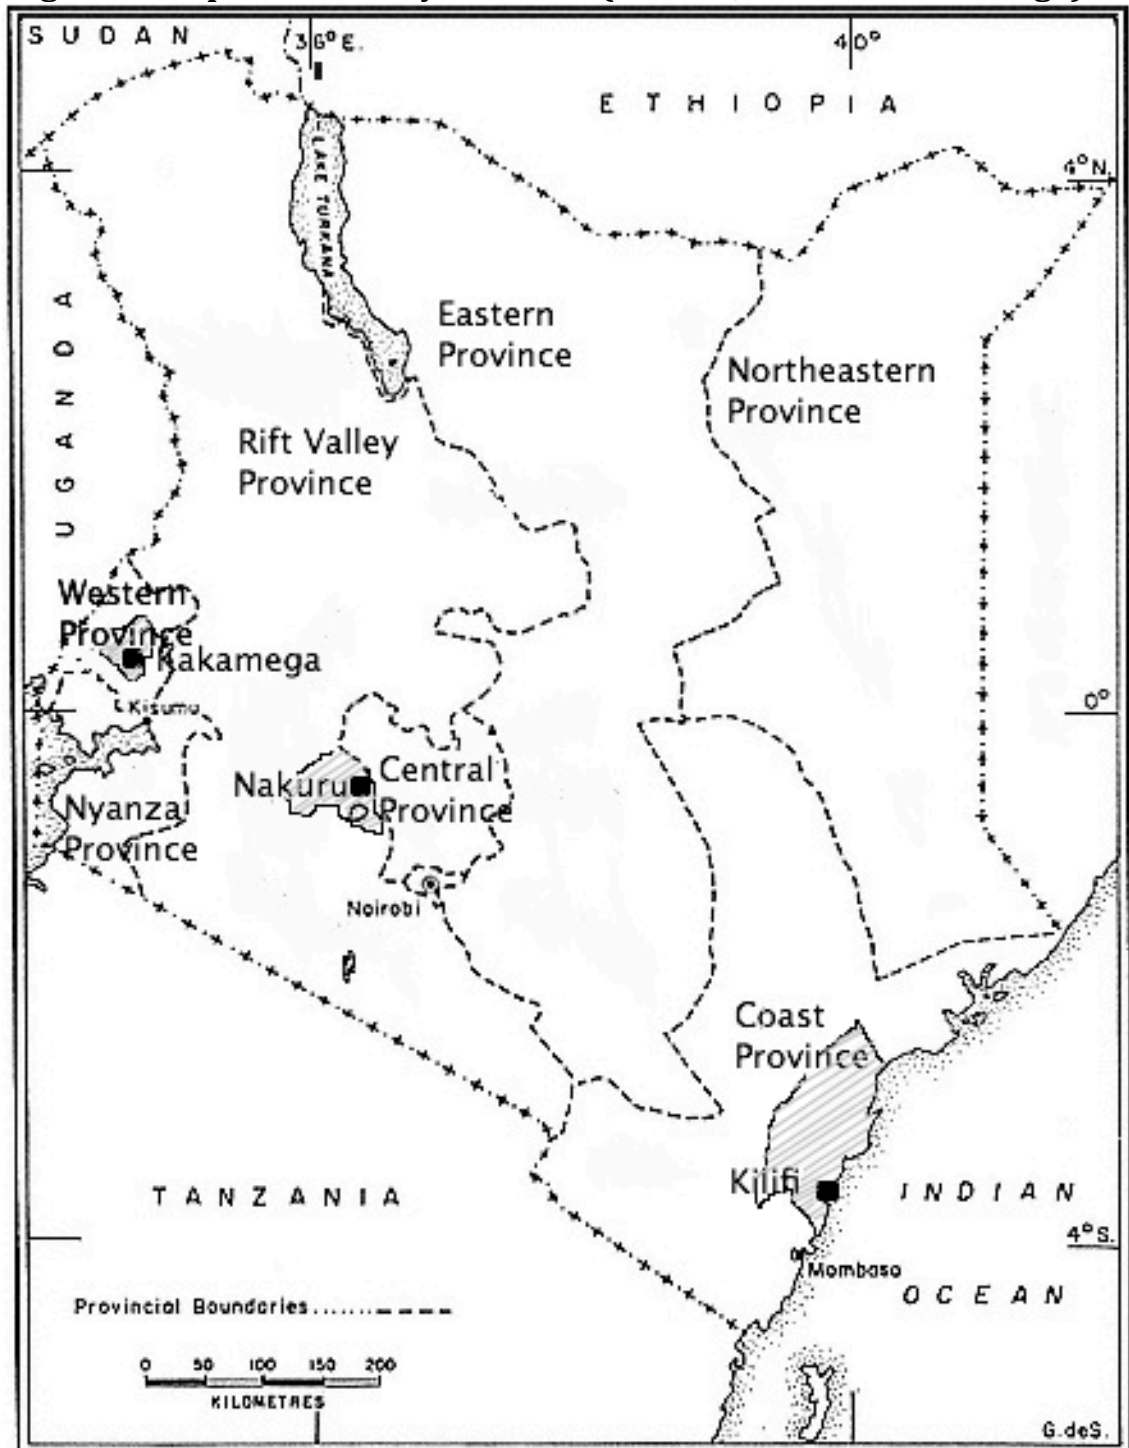 SUDAN
36°E.
40°
ETHIOPIA
4°N.
LAKE TURKANA
UGANDA
Eastern
Province
Northeastern
Province
Rift Valley
Province
Western
Province
Kakamega
Kisumu
0°
Nakuru
Central
Province
Nyanza
Province
Nairobi
Coast
Province
Kilifi
INDIAN
OCEAN
TANZANIA
4°S.
Mombasa
Provincial Boundaries
0 50 100 150 200
KILOMETRES
G.deS.